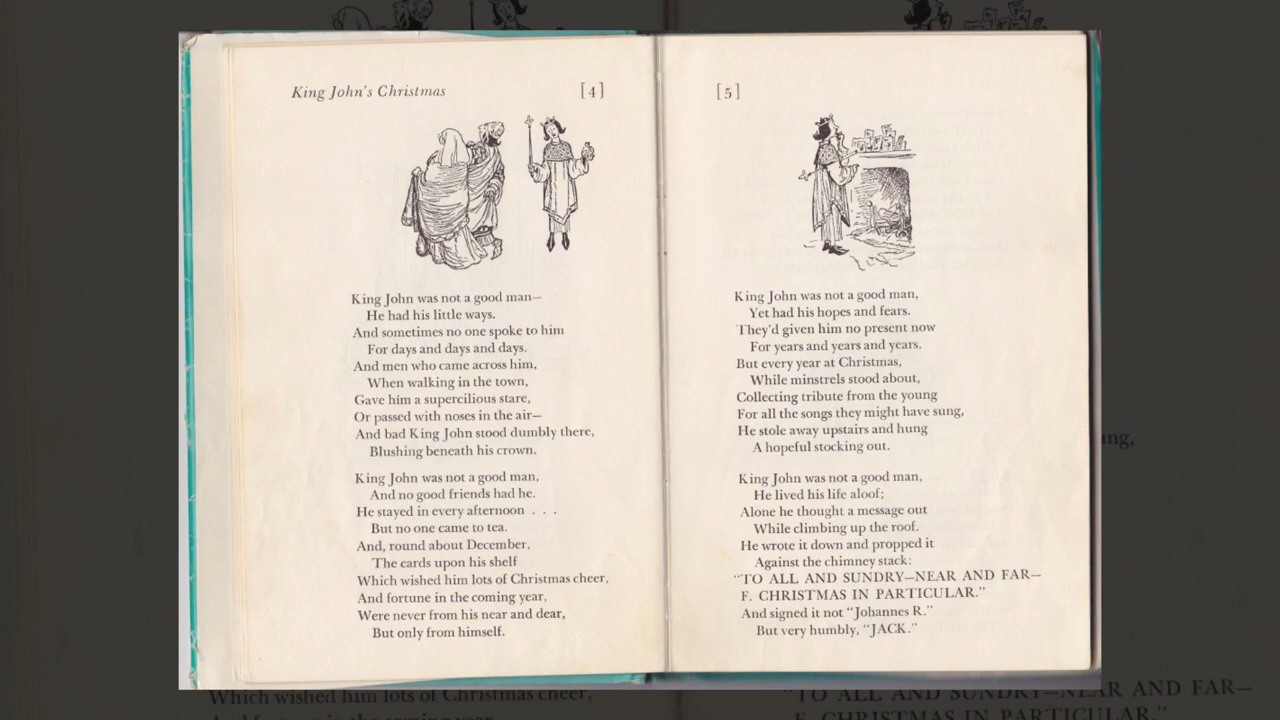 King John's Christmas
[4]
King John was not a good man—
He had his little ways.
And sometimes no one spoke to him
For days and days and days.
And men who came across him,
When walking in the town,
Gave him a supercilious stare,
Or passed with noses in the air—
And bad King John stood dumbly there,
Blushing beneath his crown.
King John was not a good man,
And no good friends had he.
He stayed in every afternoon . . .
But no one came to tea.
And, round about December,
The cards upon his shelf
Which wished him lots of Christmas cheer,
And fortune in the coming year,
Were never from his near and dear,
But only from himself.
[5]
King John was not a good man,
Yet had his hopes and fears.
They'd given him no present now
For years and years and years.
But every year at Christmas,
While minstrels stood about,
Collecting tribute from the young
For all the songs they might have sung,
He stole away upstairs and hung
A hopeful stocking out.
King John was not a good man,
He lived his life aloof;
Alone he thought a message out
While climbing up the roof.
He wrote it down and propped it
Against the chimney stack:
"TO ALL AND SUNDRY—NEAR AND FAR—
F. CHRISTMAS IN PARTICULAR."
And signed it not "Johannes R."
But very humbly, "JACK."